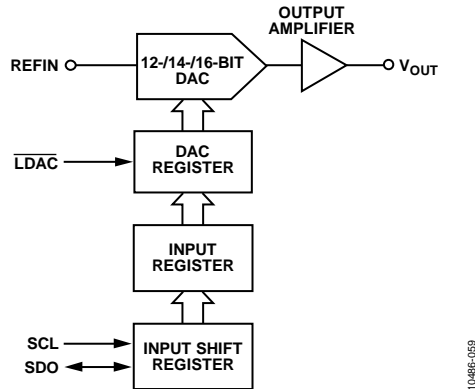 OUTPUT
AMPLIFIER
REFIN
12-/14-/16-BIT
DAC
VOUT
LDAC
DAC
REGISTER
INPUT
REGISTER
SCL
SDO
INPUT SHIFT
REGISTER
10486-059